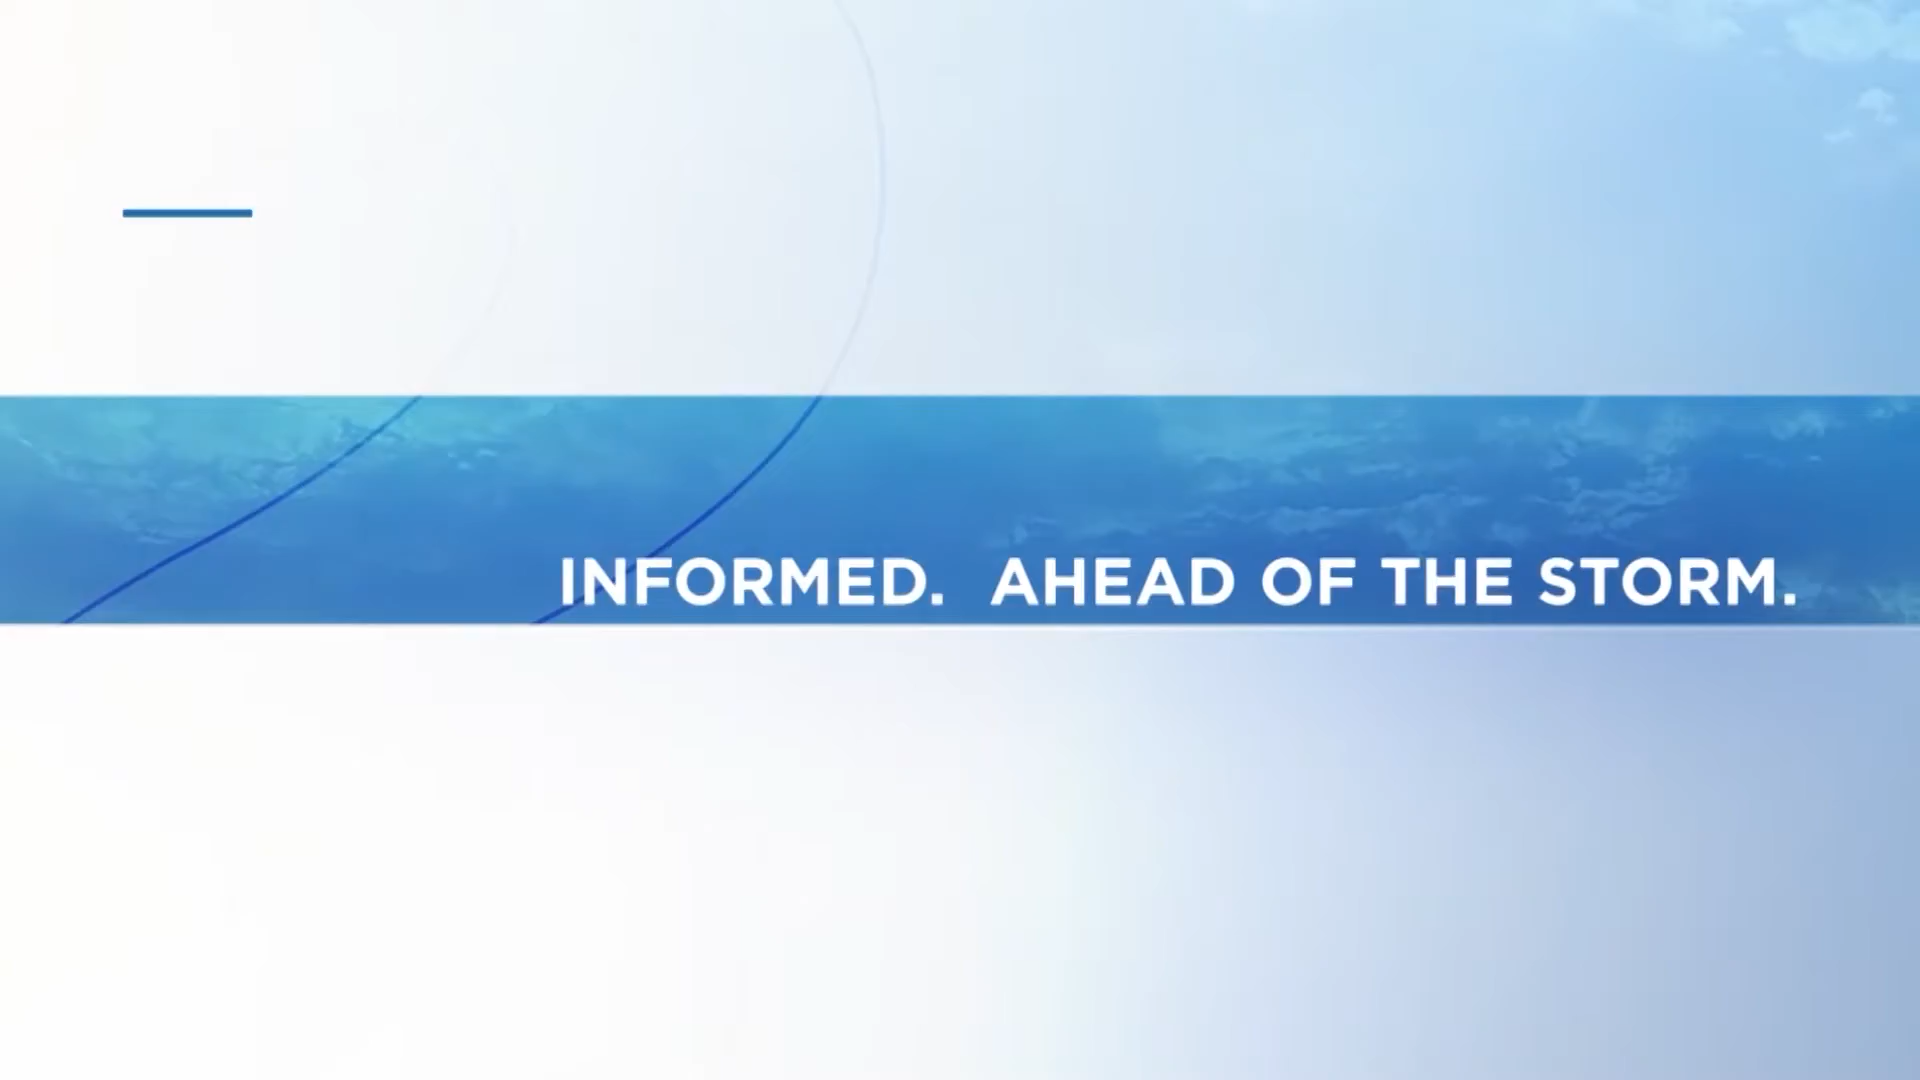 INFORMED. AHEAD OF THE STORM.